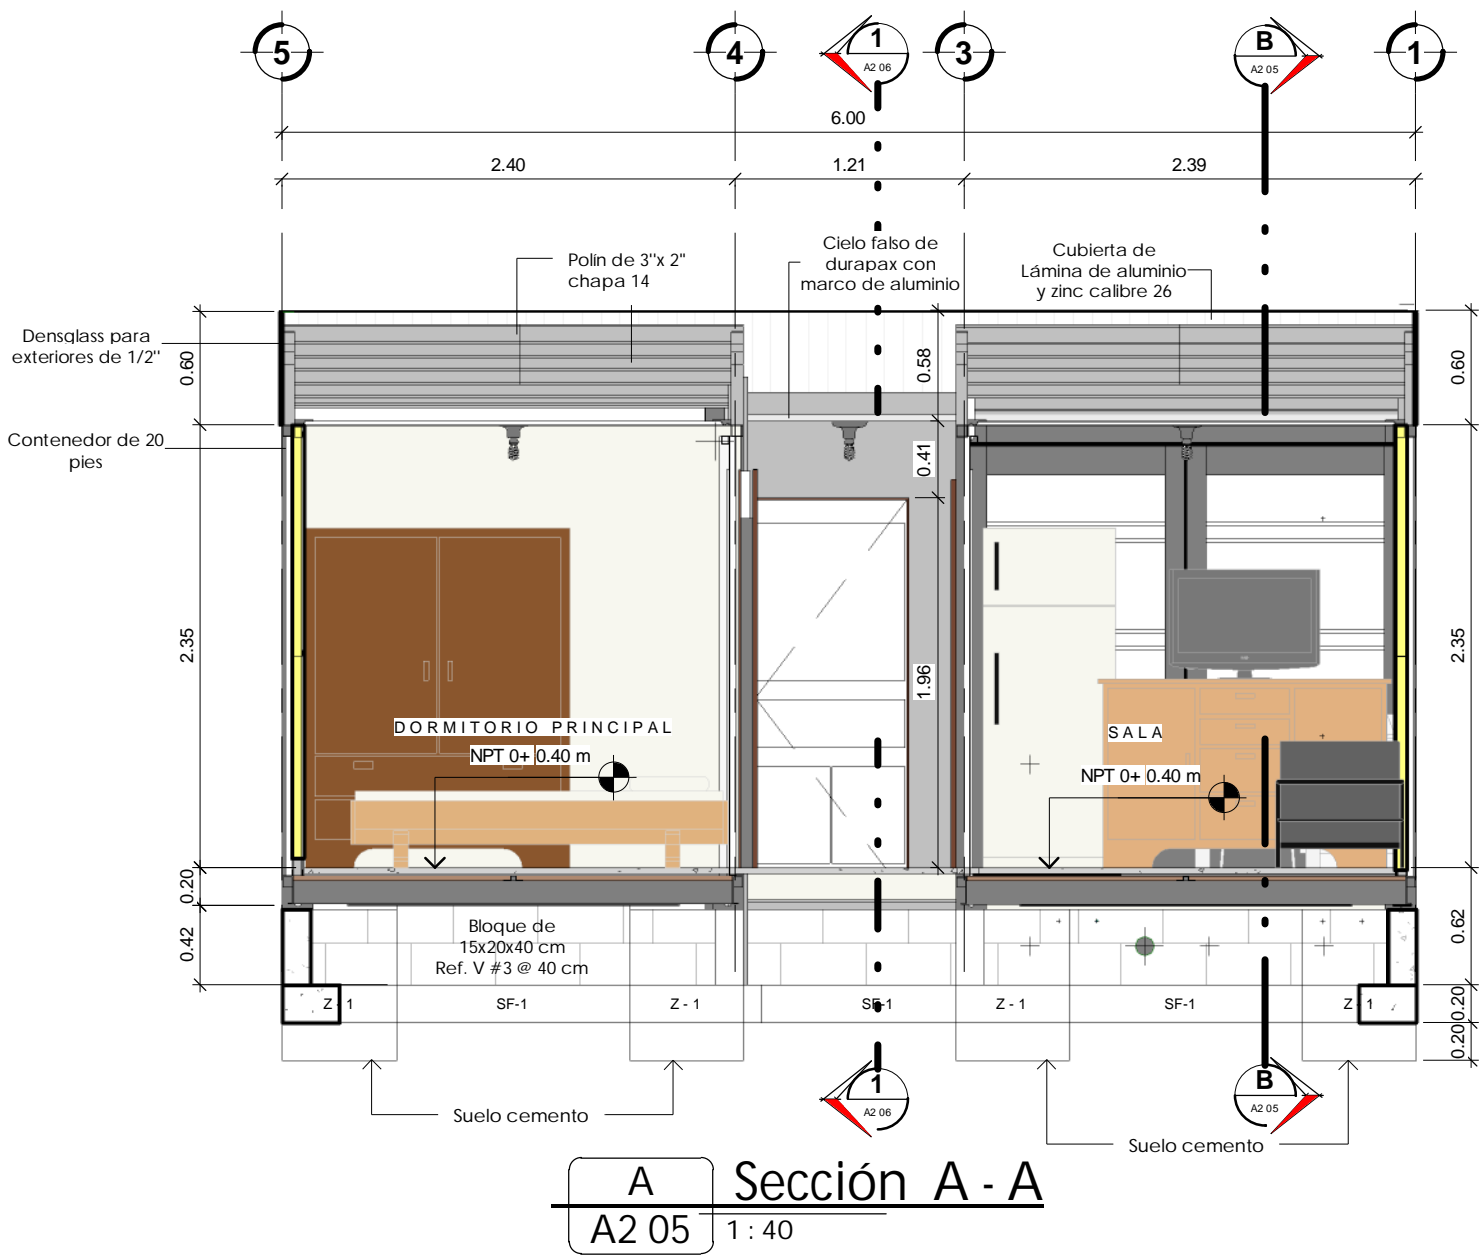 5
4
1
A2 06
3
B
A2 05
1
6.00
2.40
1.21
2.39
Polín de 3"x 2"
chapa 14
Cielo falso de
durapax con
marco de aluminio
Cubierta de
Lámina de aluminio
y zinc calibre 26
Densglass para
exteriores de 1/2"
0.60
0.58
0.60
Contenedor de 20
pies
0.41
2.35
1.96
2.35
DORMITORIO PRINCIPAL
NPT 0+ 0.40 m
SALA
NPT 0+ 0.40 m
0.20
0.42
Bloque de
15x20x40 cm
Ref. V #3 @ 40 cm
0.62
Z - 1
SF-1
Z - 1
SF-1
Z - 1
SF-1
Z - 1
0.20
0.20
Suelo cemento
1
A2 06
B
A2 05
Suelo cemento
A
A2 05
Sección A - A
1 : 40